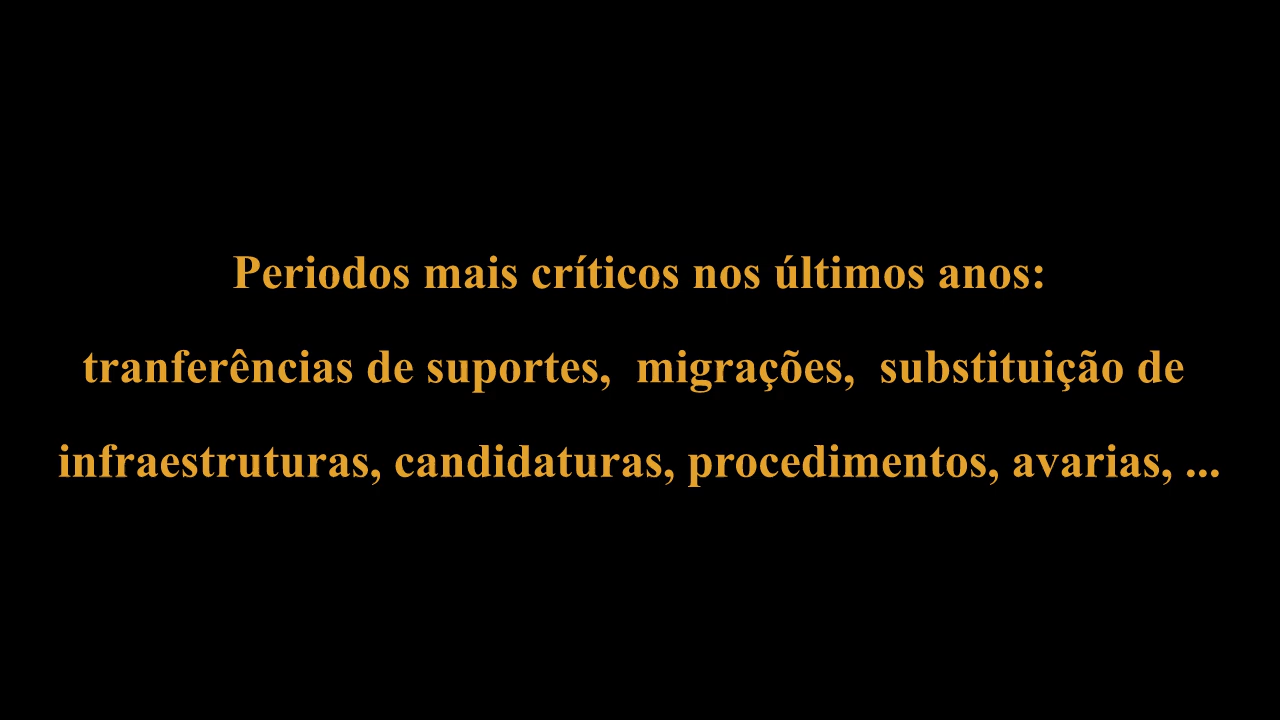 Periodos mais críticos nos últimos anos:
tranferências de suportes, migrações, substituição de
infraestruturas, candidaturas, procedimentos, avarias, ...